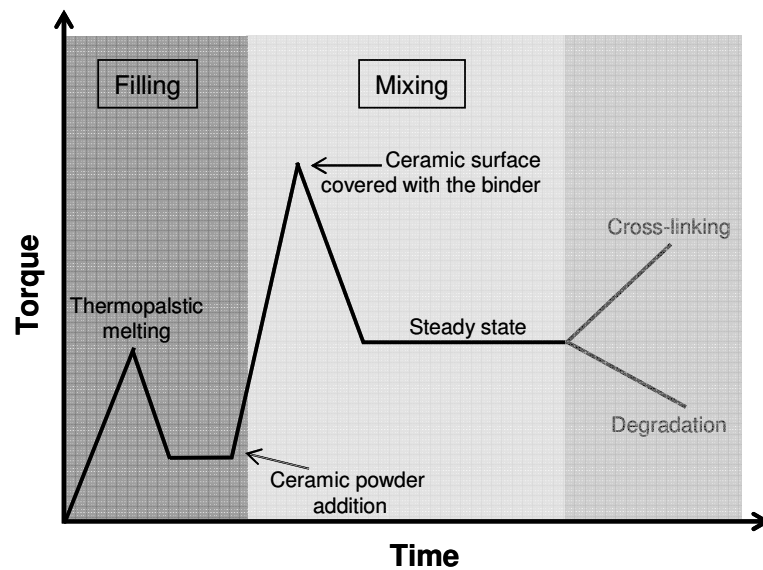 Filling
Mixing
Ceramic surface
covered with the binder
Cross-linking
Thermopalstic
melting
Steady state
Degradation
Ceramic powder
addition
Torque
Time